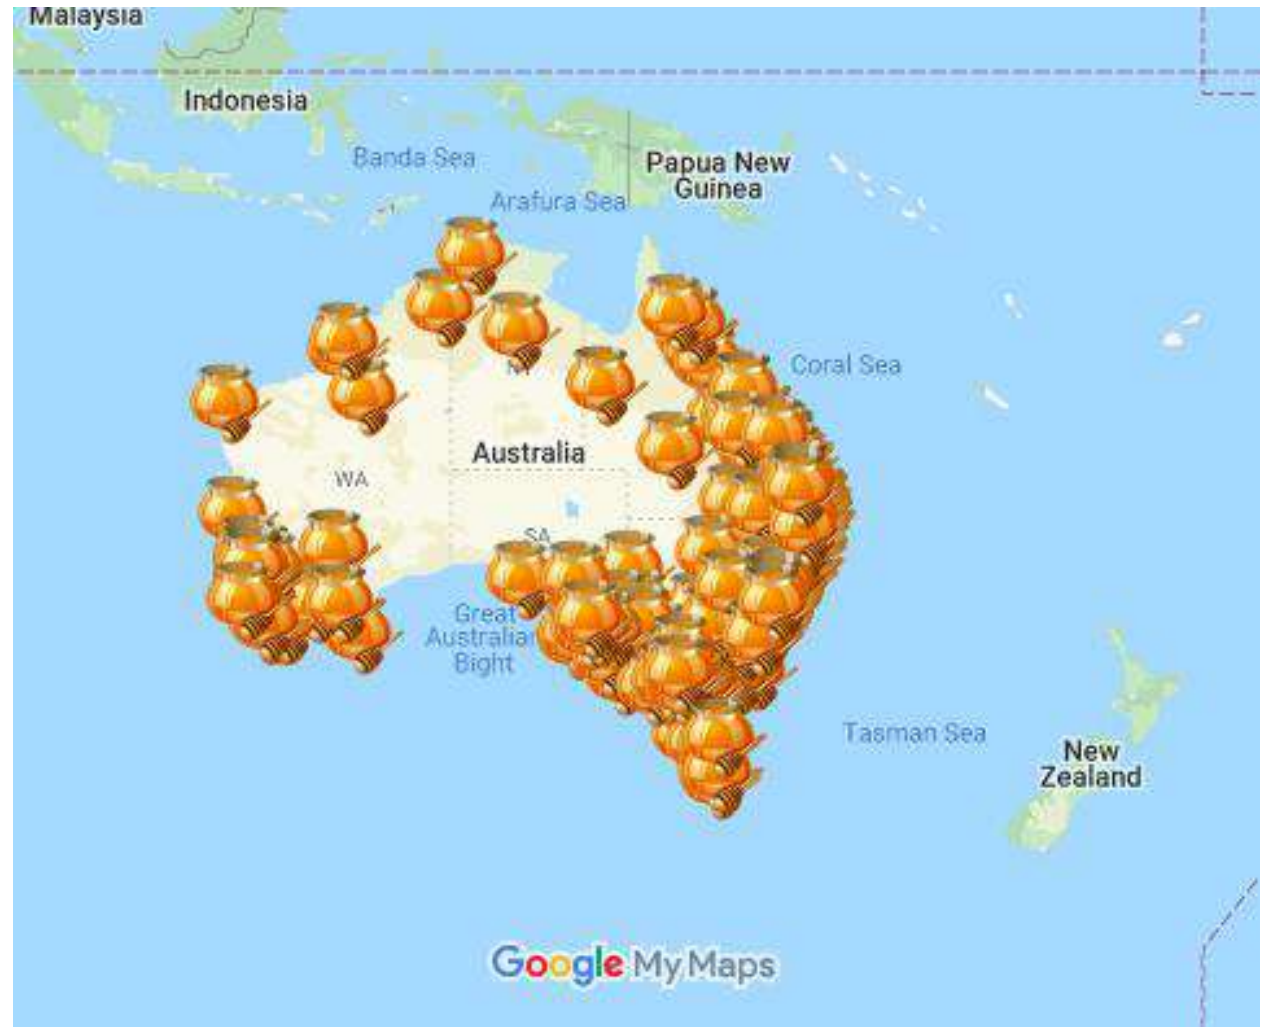 Malaysia
Indonesia
Banda Sea
Papua New
Guinea
Arafura Sea
Coral Sea
Australia
WA
SA
Great
Australian
Bight
Tasman Sea
New
Zealand
Google My Maps